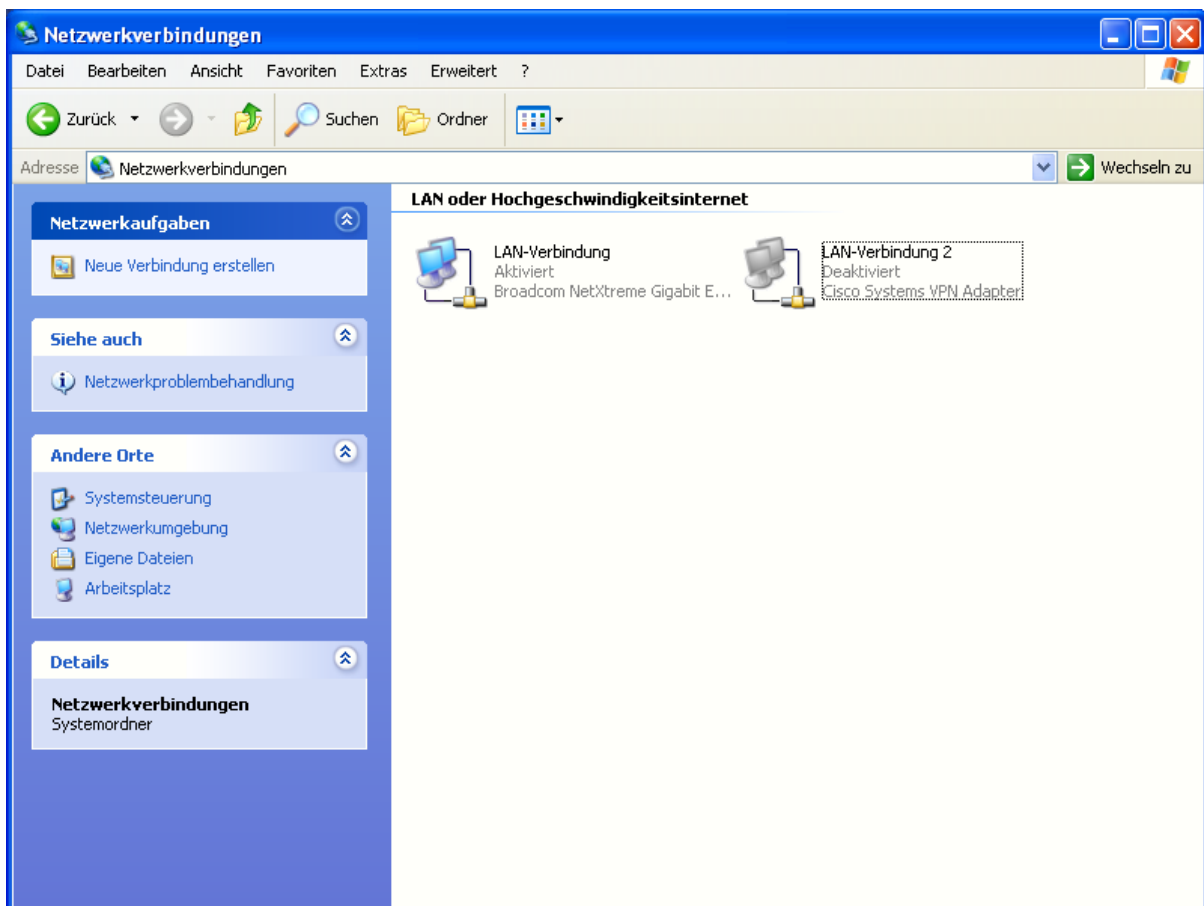 Netzwerkverbindungen
Datei Bearbeiten Ansicht Favoriten Extras Erweitert ?
Zurück Suchen Ordner
Adresse Netzwerkverbindungen Wechseln zu
Netzwerkaufgaben
Neue Verbindung erstellen
Siehe auch
Netzwerkproblembehandlung
Andere Orte
Systemsteuerung
Netzwerkumgebung
Eigene Dateien
Arbeitsplatz
Details
Netzwerkverbindungen
Systemordner
LAN oder Hochgeschwindigkeitsinternet
LAN-Verbindung
Aktiviert
Broadcom NetXtreme Gigabit E...
LAN-Verbindung 2
Deaktiviert
Cisco Systems VPN Adapter